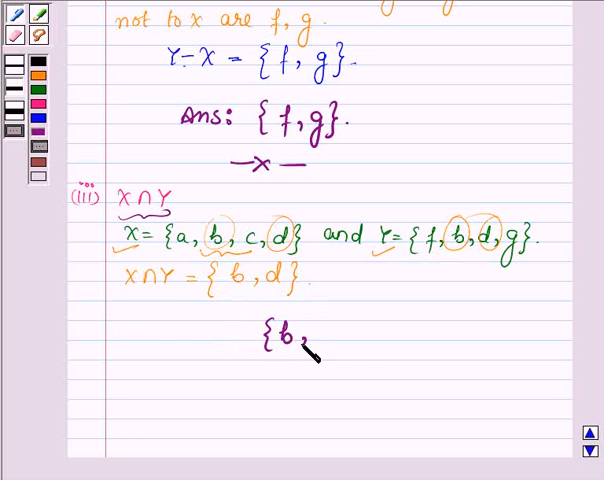 not to x are f, g.
Y-X = {f, g}.
Ans: {f, g}.
—x—
(iii) X∩Y
X = {a, b, c, d} and Y = {f, b, d, g}.
X∩Y = {b, d}.
{b,